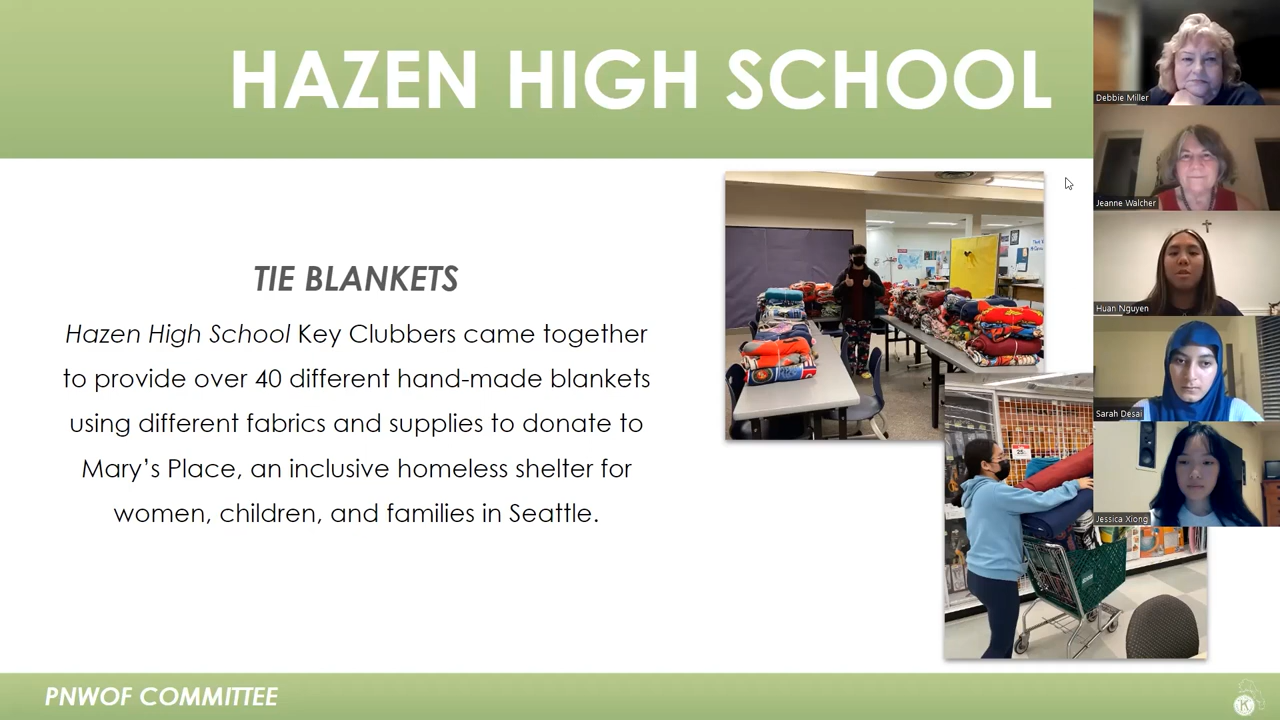 HAZEN HIGH SCHOOL
TIE BLANKETS
Hazen High School Key Clubbers came together
to provide over 40 different hand-made blankets
using different fabrics and supplies to donate to
Mary's Place, an inclusive homeless shelter for
women, children, and families in Seattle.
PNWOF COMMITTEE
Debbie Miller
Jeanne Walcher
Huan Nguyen
Sarah Desai
Jessica Xiong
K